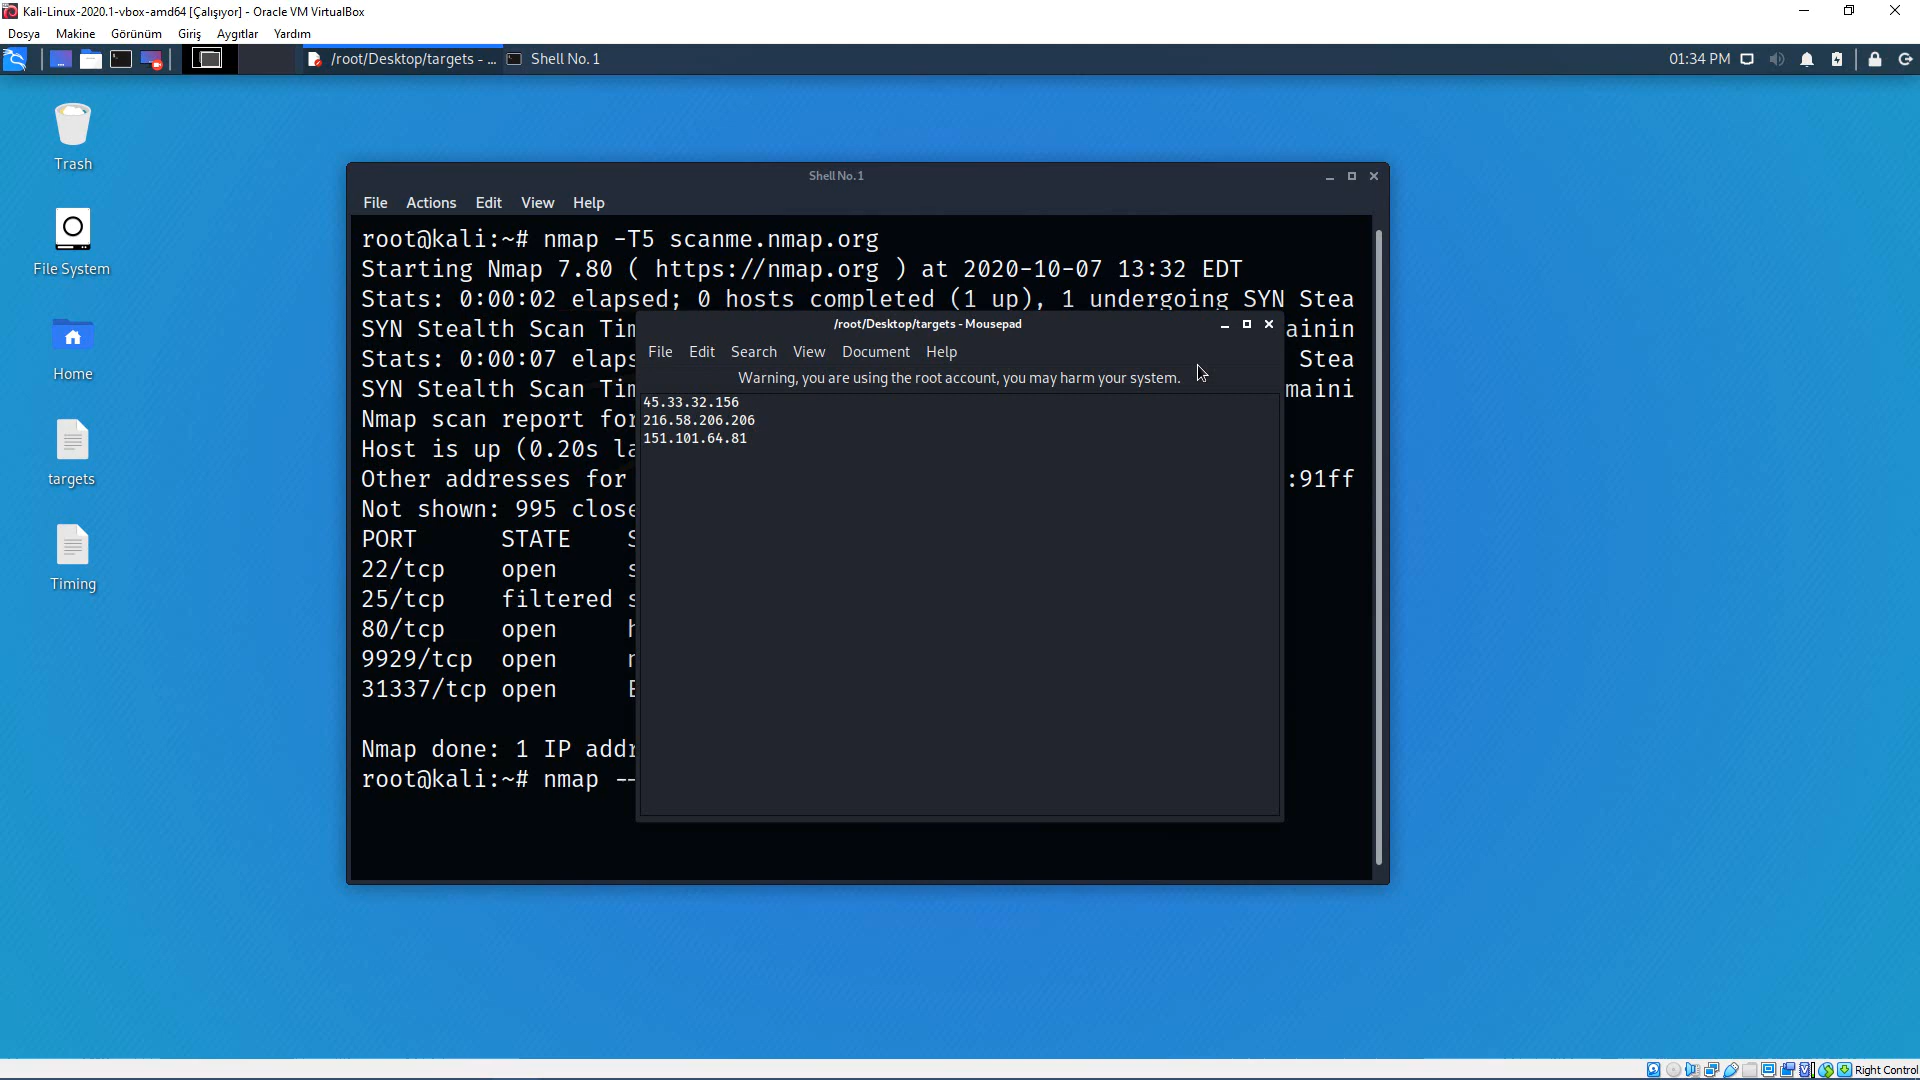 Kali-Linux-2020.1-vbox-amd64 [Çalışıyor] - Oracle VM VirtualBox
Dosya Makine Görünüm Giriş Aygıtlar Yardım
/root/Desktop/targets - ... Shell No. 1 01:34 PM
Trash
File System
Home
targets
Timing
Shell No. 1
File Actions Edit View Help
root@kali:~# nmap -T5 scanme.nmap.org
Starting Nmap 7.80 ( https://nmap.org ) at 2020-10-07 13:32 EDT
Stats: 0:00:02 elapsed; 0 hosts completed (1 up), 1 undergoing SYN Stea
SYN Stealth Scan Tim ainin
Stats: 0:00:07 elaps Stea
SYN Stealth Scan Tim maini
Nmap scan report for
Host is up (0.20s la
Other addresses for :91ff
Not shown: 995 close
PORT STATE S
22/tcp open s
25/tcp filtered s
80/tcp open h
9929/tcp open n
31337/tcp open E
Nmap done: 1 IP addr
root@kali:~# nmap --
/root/Desktop/targets - Mousepad
File Edit Search View Document Help
Warning, you are using the root account, you may harm your system.
45.33.32.156
216.58.206.206
151.101.64.81
Right Control